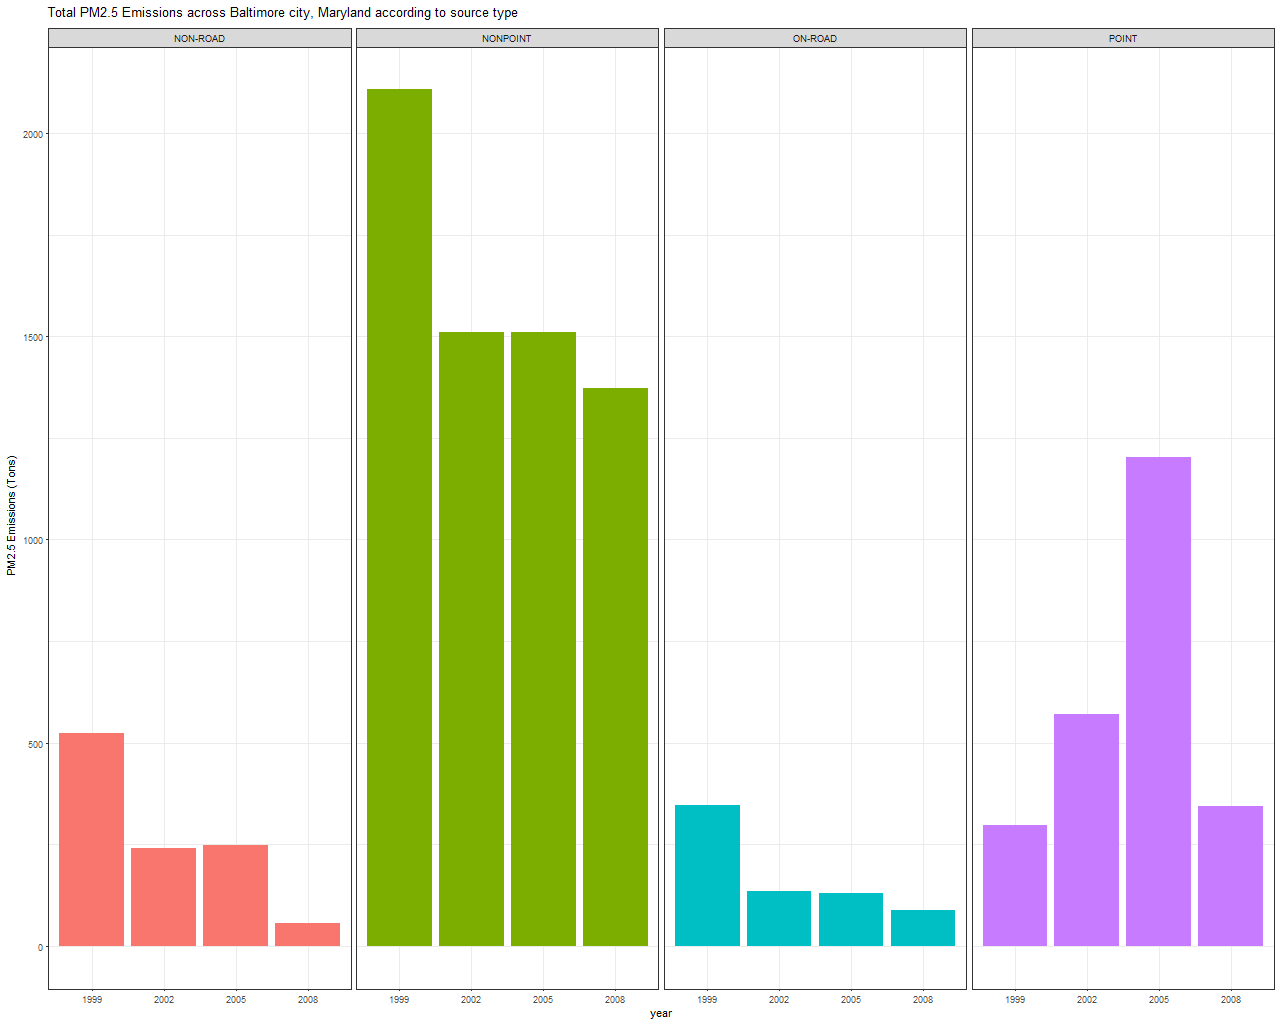 Total PM2.5 Emissions across Baltimore city, Maryland according to source type
NON-ROAD
NONPOINT
ON-ROAD
POINT
PM2.5 Emissions (Tons)
2000
1500
1000
500
0
1999 2002 2005 2008
1999 2002 2005 2008
1999 2002 2005 2008
1999 2002 2005 2008
year